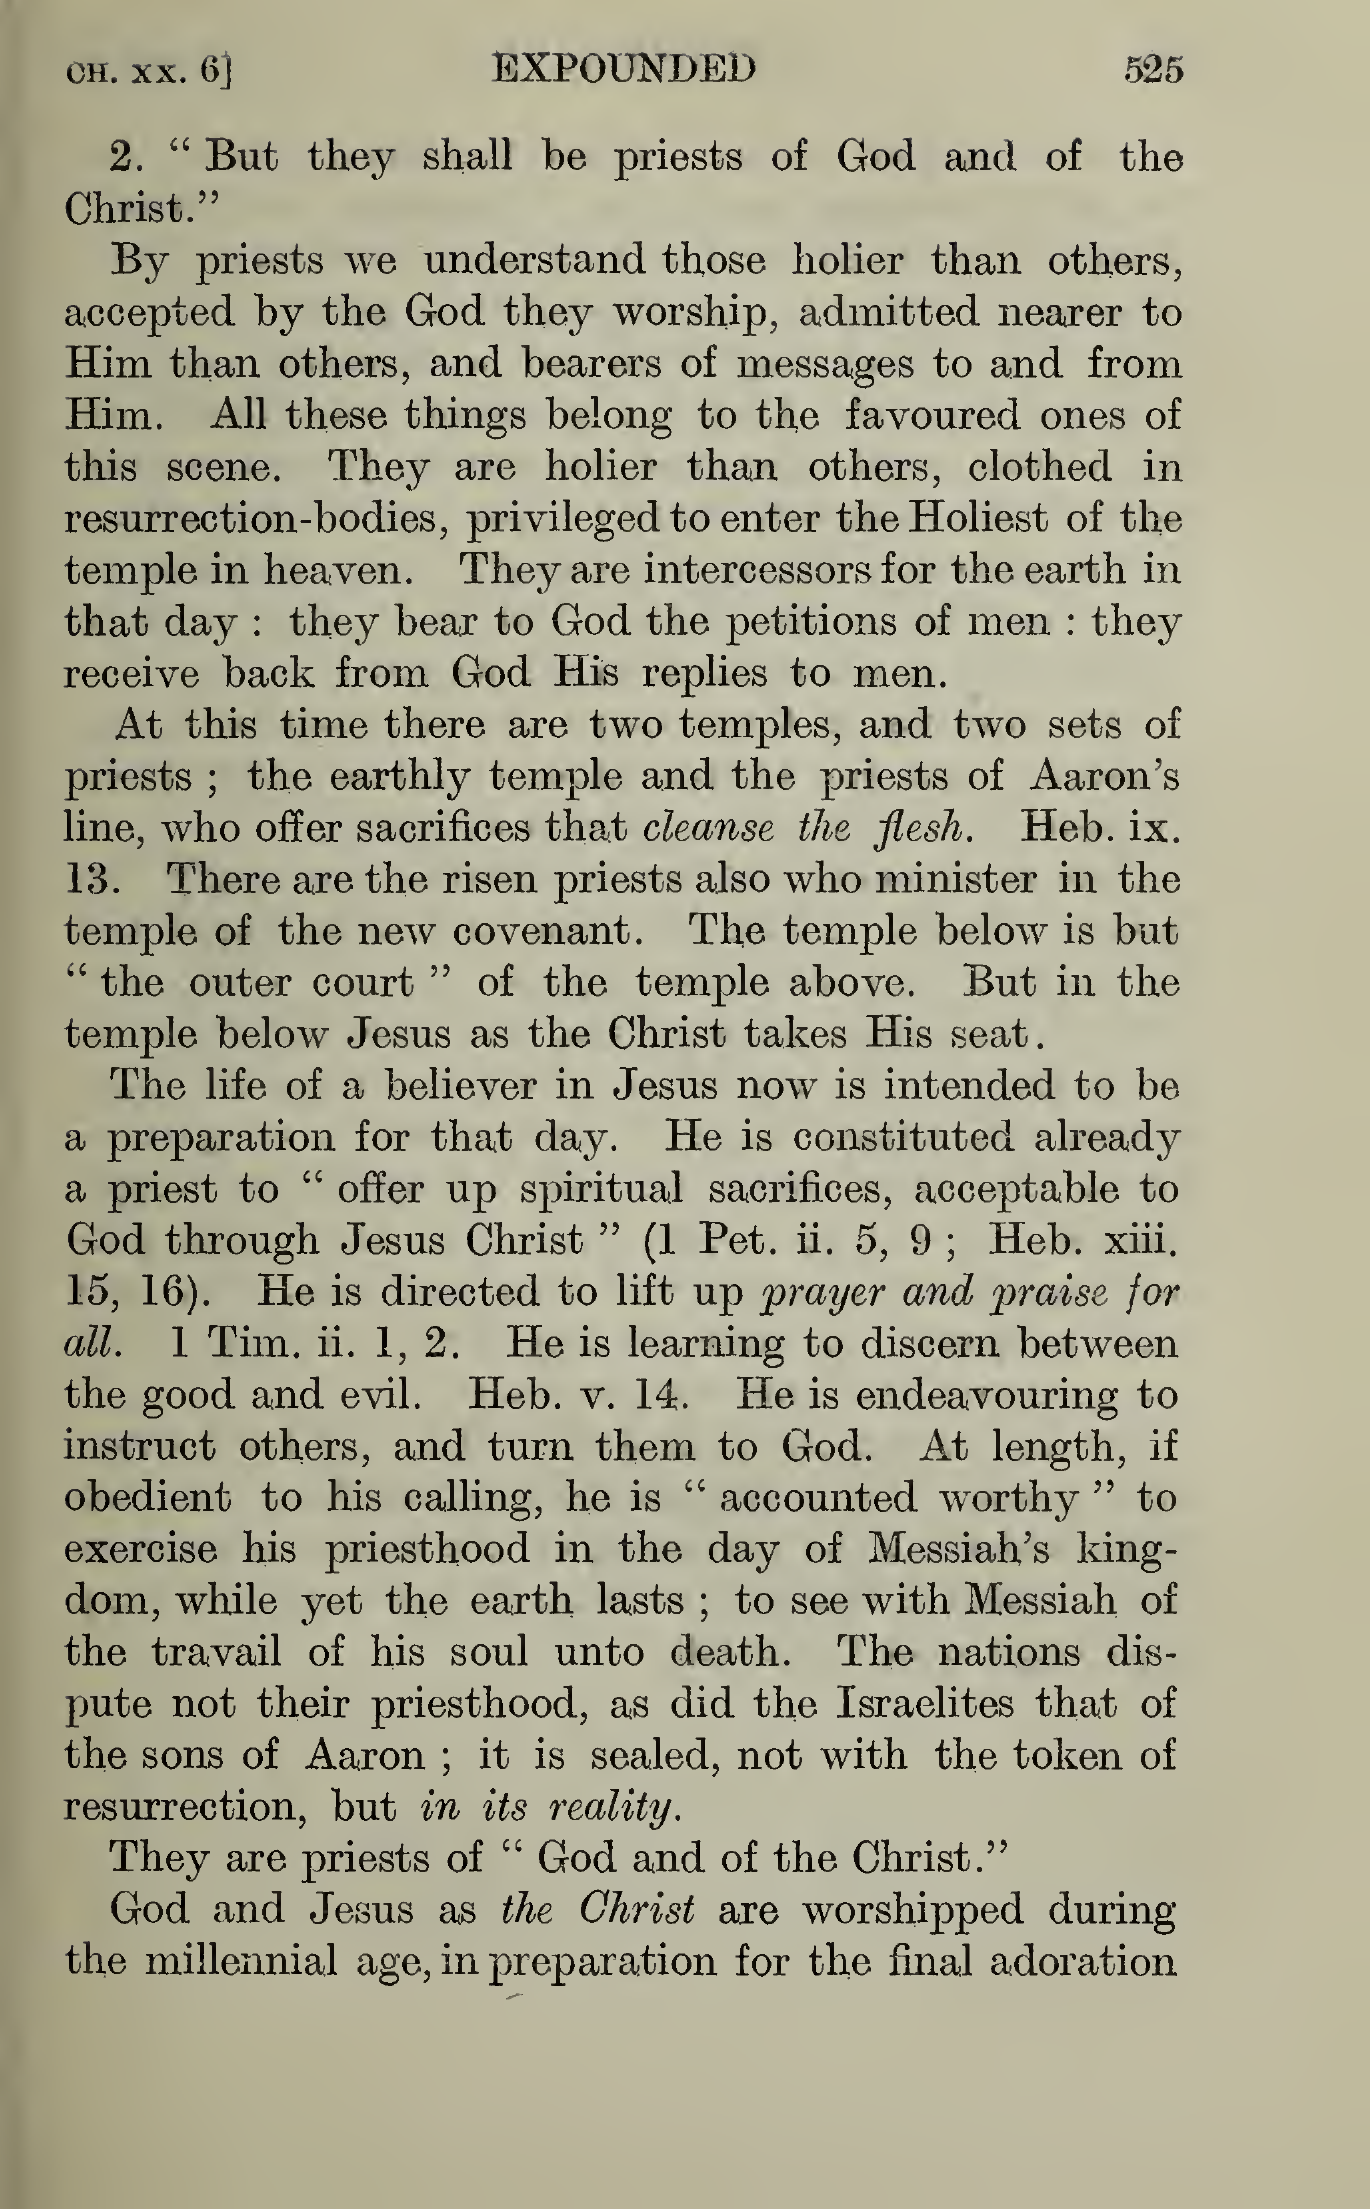 CH. XX. 6] EXPOUNDED 525
2. “ But they shall be priests of God and of the
Christ.”
By priests we understand those holier than others,
accepted by the God they worship, admitted nearer to
Him than others, and bearers of messages to and from
Him. All these things belong to the favoured ones of
this scene. They are holier than others, clothed in
resurrection-bodies, privileged to enter the Holiest of the
temple in heaven. They are intercessors for the earth in
that day : they bear to God the petitions of men : they
receive back from God His replies to men.
At this time there are two temples, and two sets of
priests ; the earthly temple and the priests of Aaron’s
line, who offer sacrifices that cleanse the flesh. Heb. ix.
13. There are the risen priests also who minister in the
temple of the new covenant. The temple below is but
“ the outer court ” of the temple above. But in the
temple below Jesus as the Christ takes His seat.
The life of a believer in Jesus now is intended to be
a preparation for that day. He is constituted already
a priest to “ offer up spiritual sacrifices, acceptable to
God through Jesus Christ ” (1 Pet. ii. 5, 9 ; Heb. xiii.
15, 16). He is directed to lift up prayer and praise for
all. 1 Tim. ii. 1, 2. He is learning to discern between
the good and evil. Heb. v. 14. He is endeavouring to
instruct others, and turn them to God. At length, if
obedient to his calling, he is “ accounted worthy ” to
exercise his priesthood in the day of Messiah’s king-
dom, while yet the earth lasts ; to see with Messiah of
the travail of his soul unto death. The nations dis-
pute not their priesthood, as did the Israelites that of
the sons of Aaron ; it is sealed, not with the token of
resurrection, but in its reality.
They are priests of “ God and of the Christ.”
God and Jesus as the Christ are worshipped during
the millennial age, in preparation for the final adoration